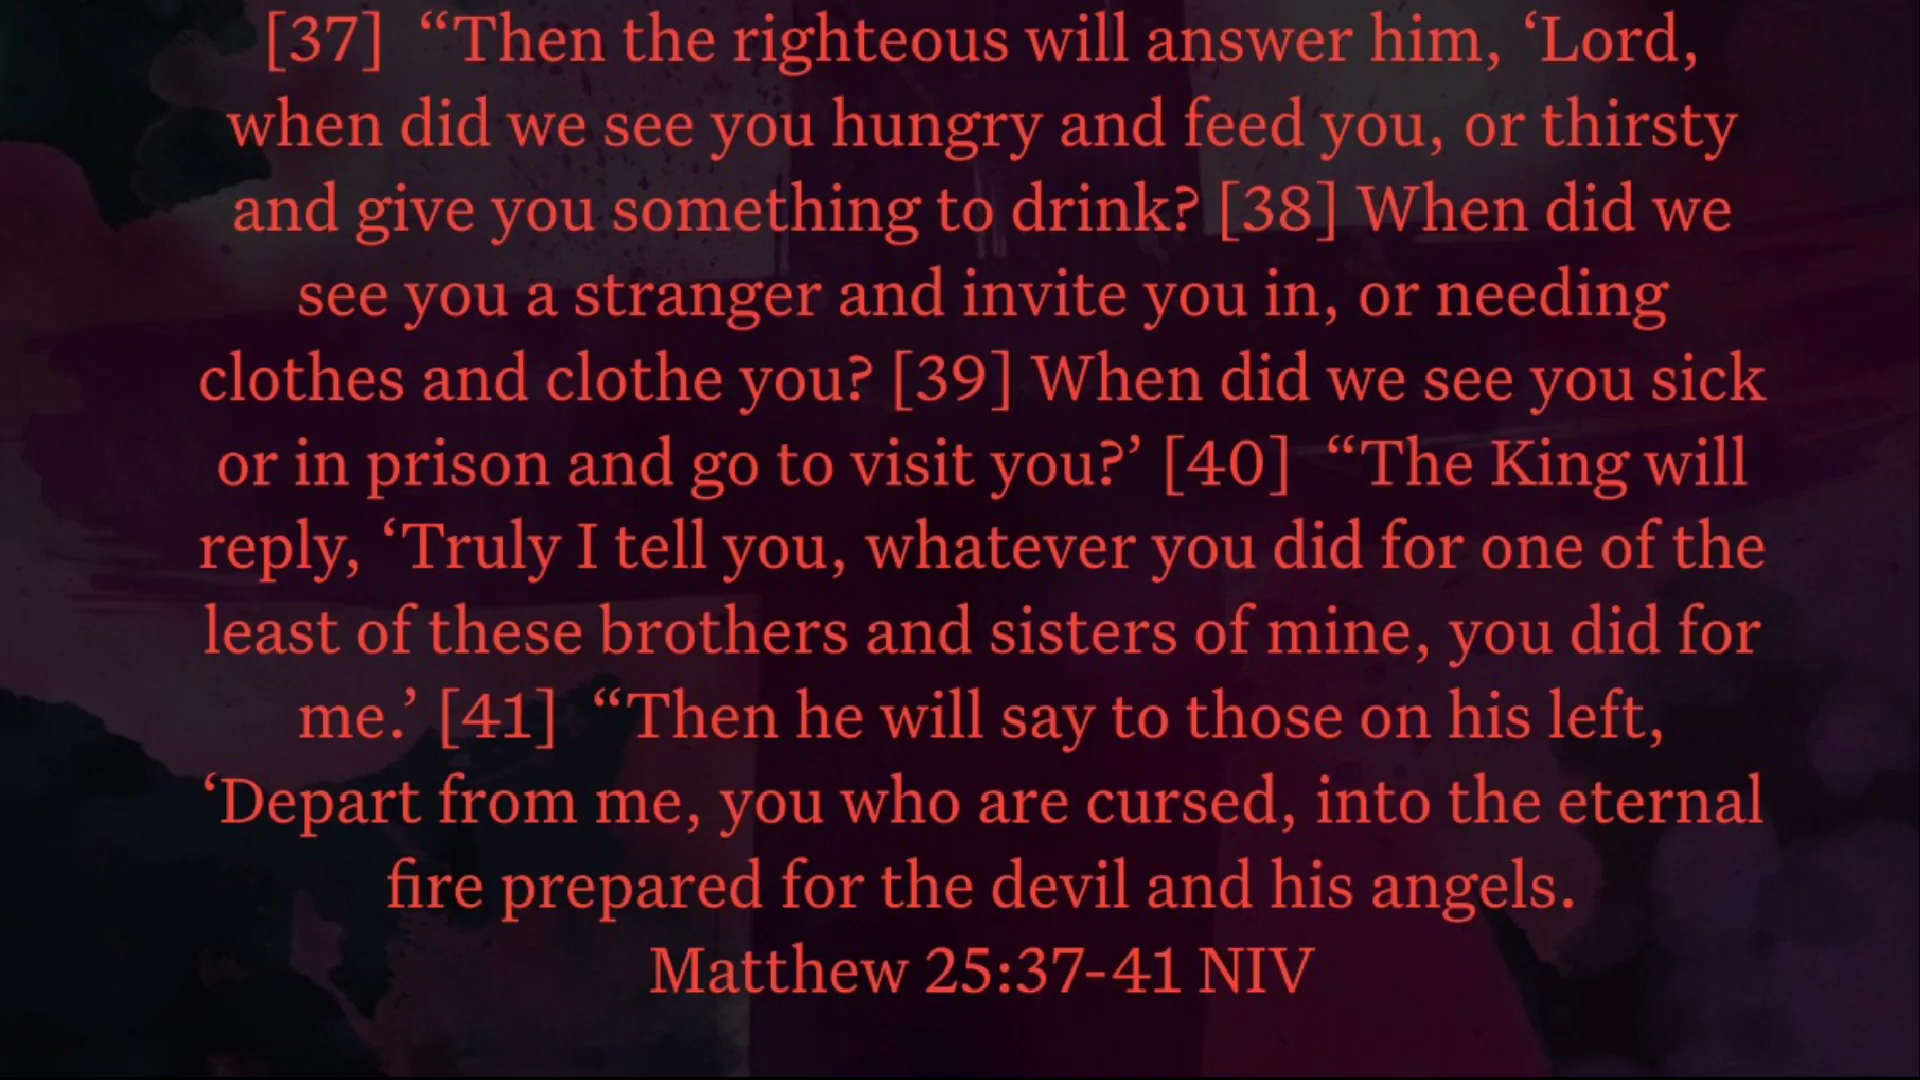 [37]  “Then the righteous will answer him, ‘Lord,
when did we see you hungry and feed you, or thirsty
and give you something to drink? [38] When did we
see you a stranger and invite you in, or needing
clothes and clothe you? [39] When did we see you sick
or in prison and go to visit you?’ [40]  “The King will
reply, ‘Truly I tell you, whatever you did for one of the
least of these brothers and sisters of mine, you did for
me.’ [41]  “Then he will say to those on his left,
‘Depart from me, you who are cursed, into the eternal
fire prepared for the devil and his angels.
Matthew 25:37-41 NIV